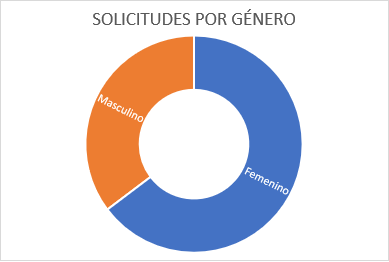 SOLICITUDES POR GÉNERO
Masculino
Femenino